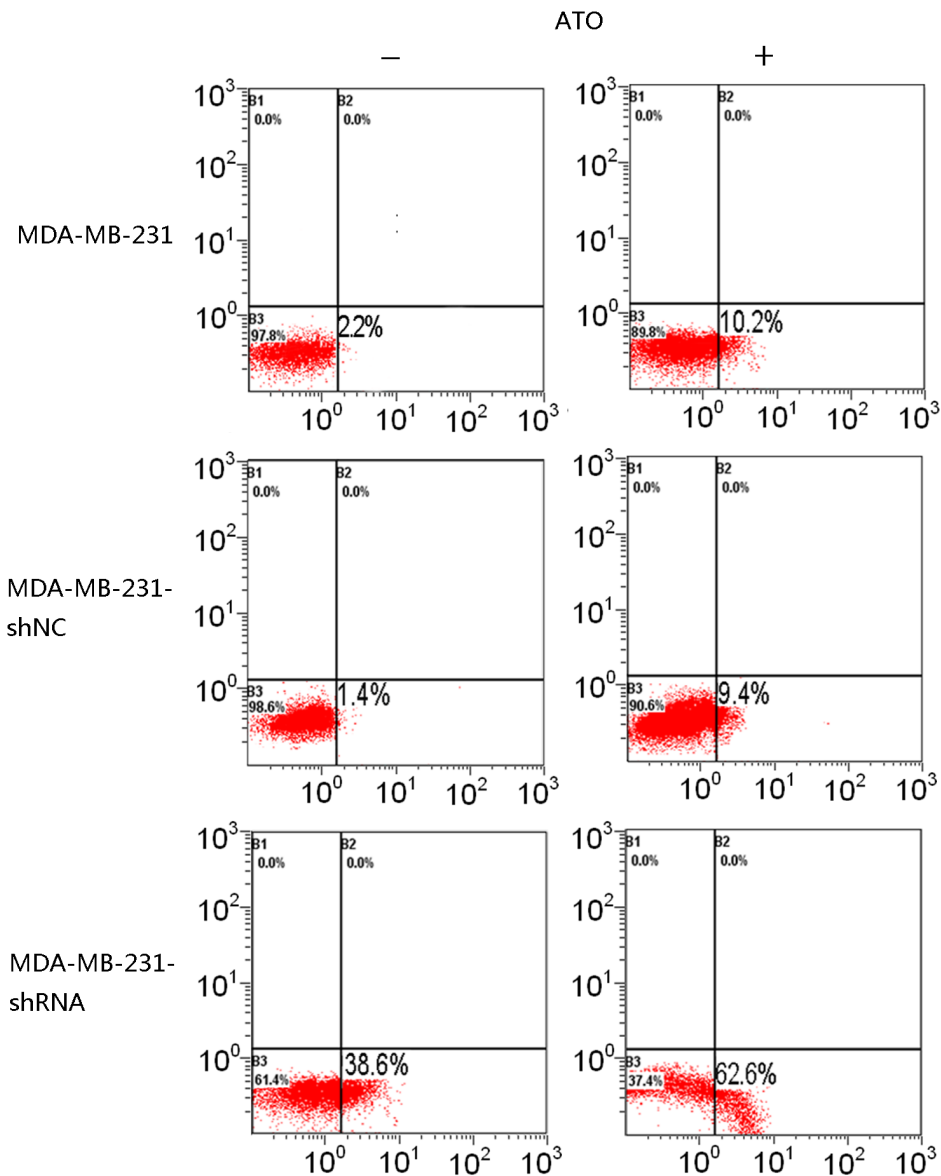 ATO
– +
MDA-MB-231
10³ B1 0.0% B2 0.0%
10²
10¹
10⁰ B3 97.8% 2.2%
10⁰ 10¹ 10² 10³
10³ B1 0.0% B2 0.0%
10²
10¹
10⁰ B3 89.8% 10.2%
10⁰ 10¹ 10² 10³
MDA-MB-231-
shNC
10³ B1 0.0% B2 0.0%
10²
10¹
10⁰ B3 98.6% 1.4%
10⁰ 10¹ 10² 10³
10³ B1 0.0% B2 0.0%
10²
10¹
10⁰ B3 90.6% 9.4%
10⁰ 10¹ 10² 10³
MDA-MB-231-
shRNA
10³ B1 0.0% B2 0.0%
10²
10¹
10⁰ B3 61.4% 38.6%
10⁰ 10¹ 10² 10³
10³ B1 0.0% B2 0.0%
10²
10¹
10⁰ B3 37.4% 62.6%
10⁰ 10¹ 10² 10³